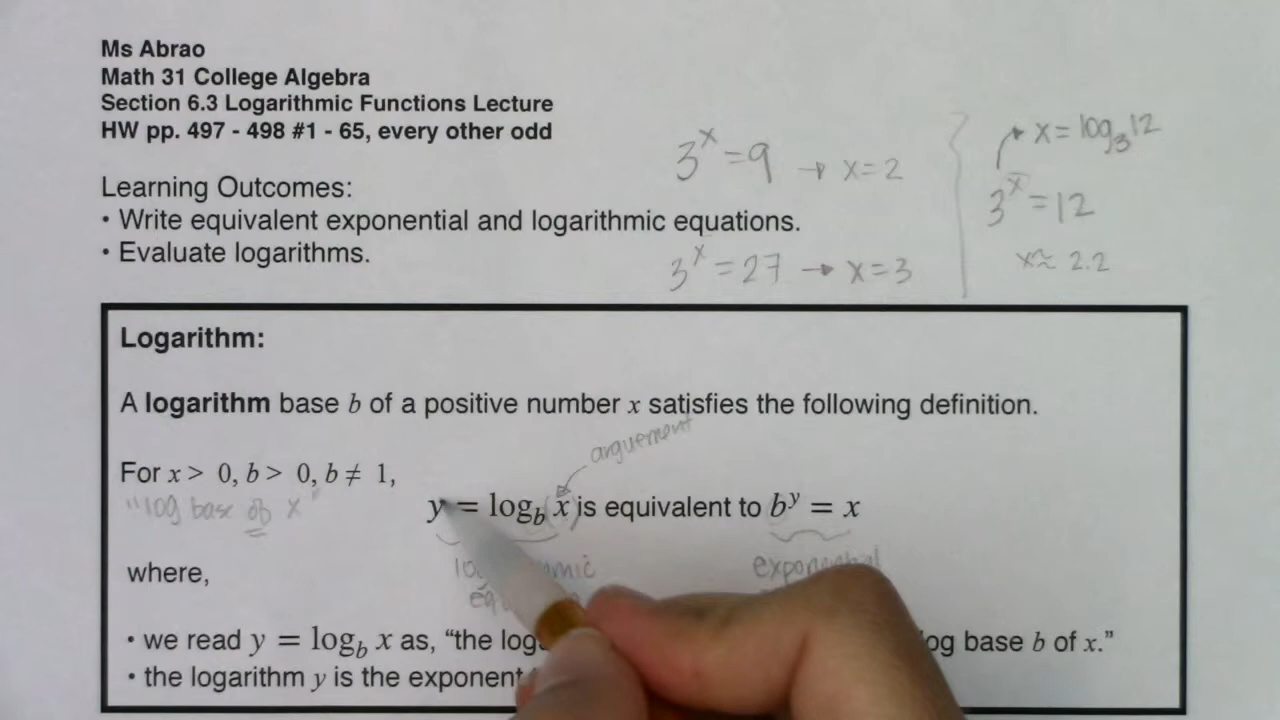 Ms Abrao
Math 31 College Algebra
Section 6.3 Logarithmic Functions Lecture
HW pp. 497 - 498 #1 - 65, every other odd
3^x = 9 → x = 2
x = log₃12
3^x = 12
x ≈ 2.2
3^x = 27 → x = 3
Learning Outcomes:
• Write equivalent exponential and logarithmic equations.
• Evaluate logarithms.
Logarithm:
A logarithm base b of a positive number x satisfies the following definition.
arguement
For x > 0, b > 0, b ≠ 1,
"log base of x"
y = log_b (x) is equivalent to b^y = x
exponential
where,
• we read y = log_b x as, “the log
og base b of x.”
• the logarithm y is the exponent